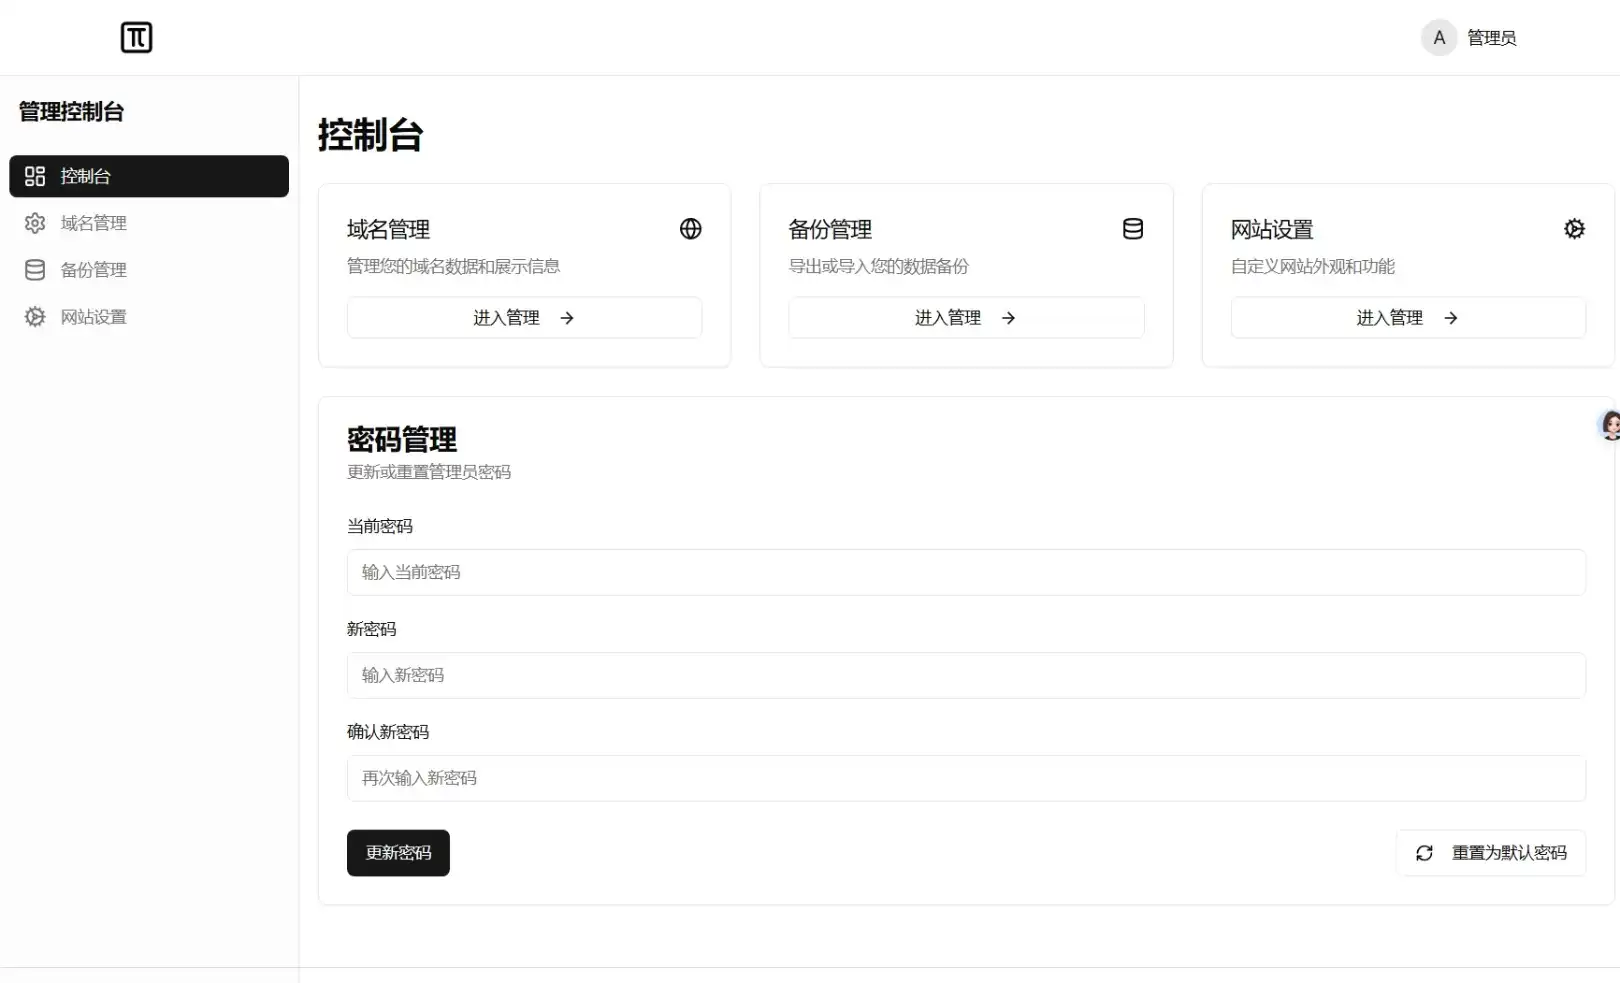 π
A 管理员
管理控制台
控制台
域名管理
备份管理
网站设置
控制台
域名管理
管理您的域名数据和展示信息
进入管理
备份管理
导出或导入您的数据备份
进入管理
网站设置
自定义网站外观和功能
进入管理
密码管理
更新或重置管理员密码
当前密码
输入当前密码
新密码
输入新密码
确认新密码
再次输入新密码
更新密码
重置为默认密码